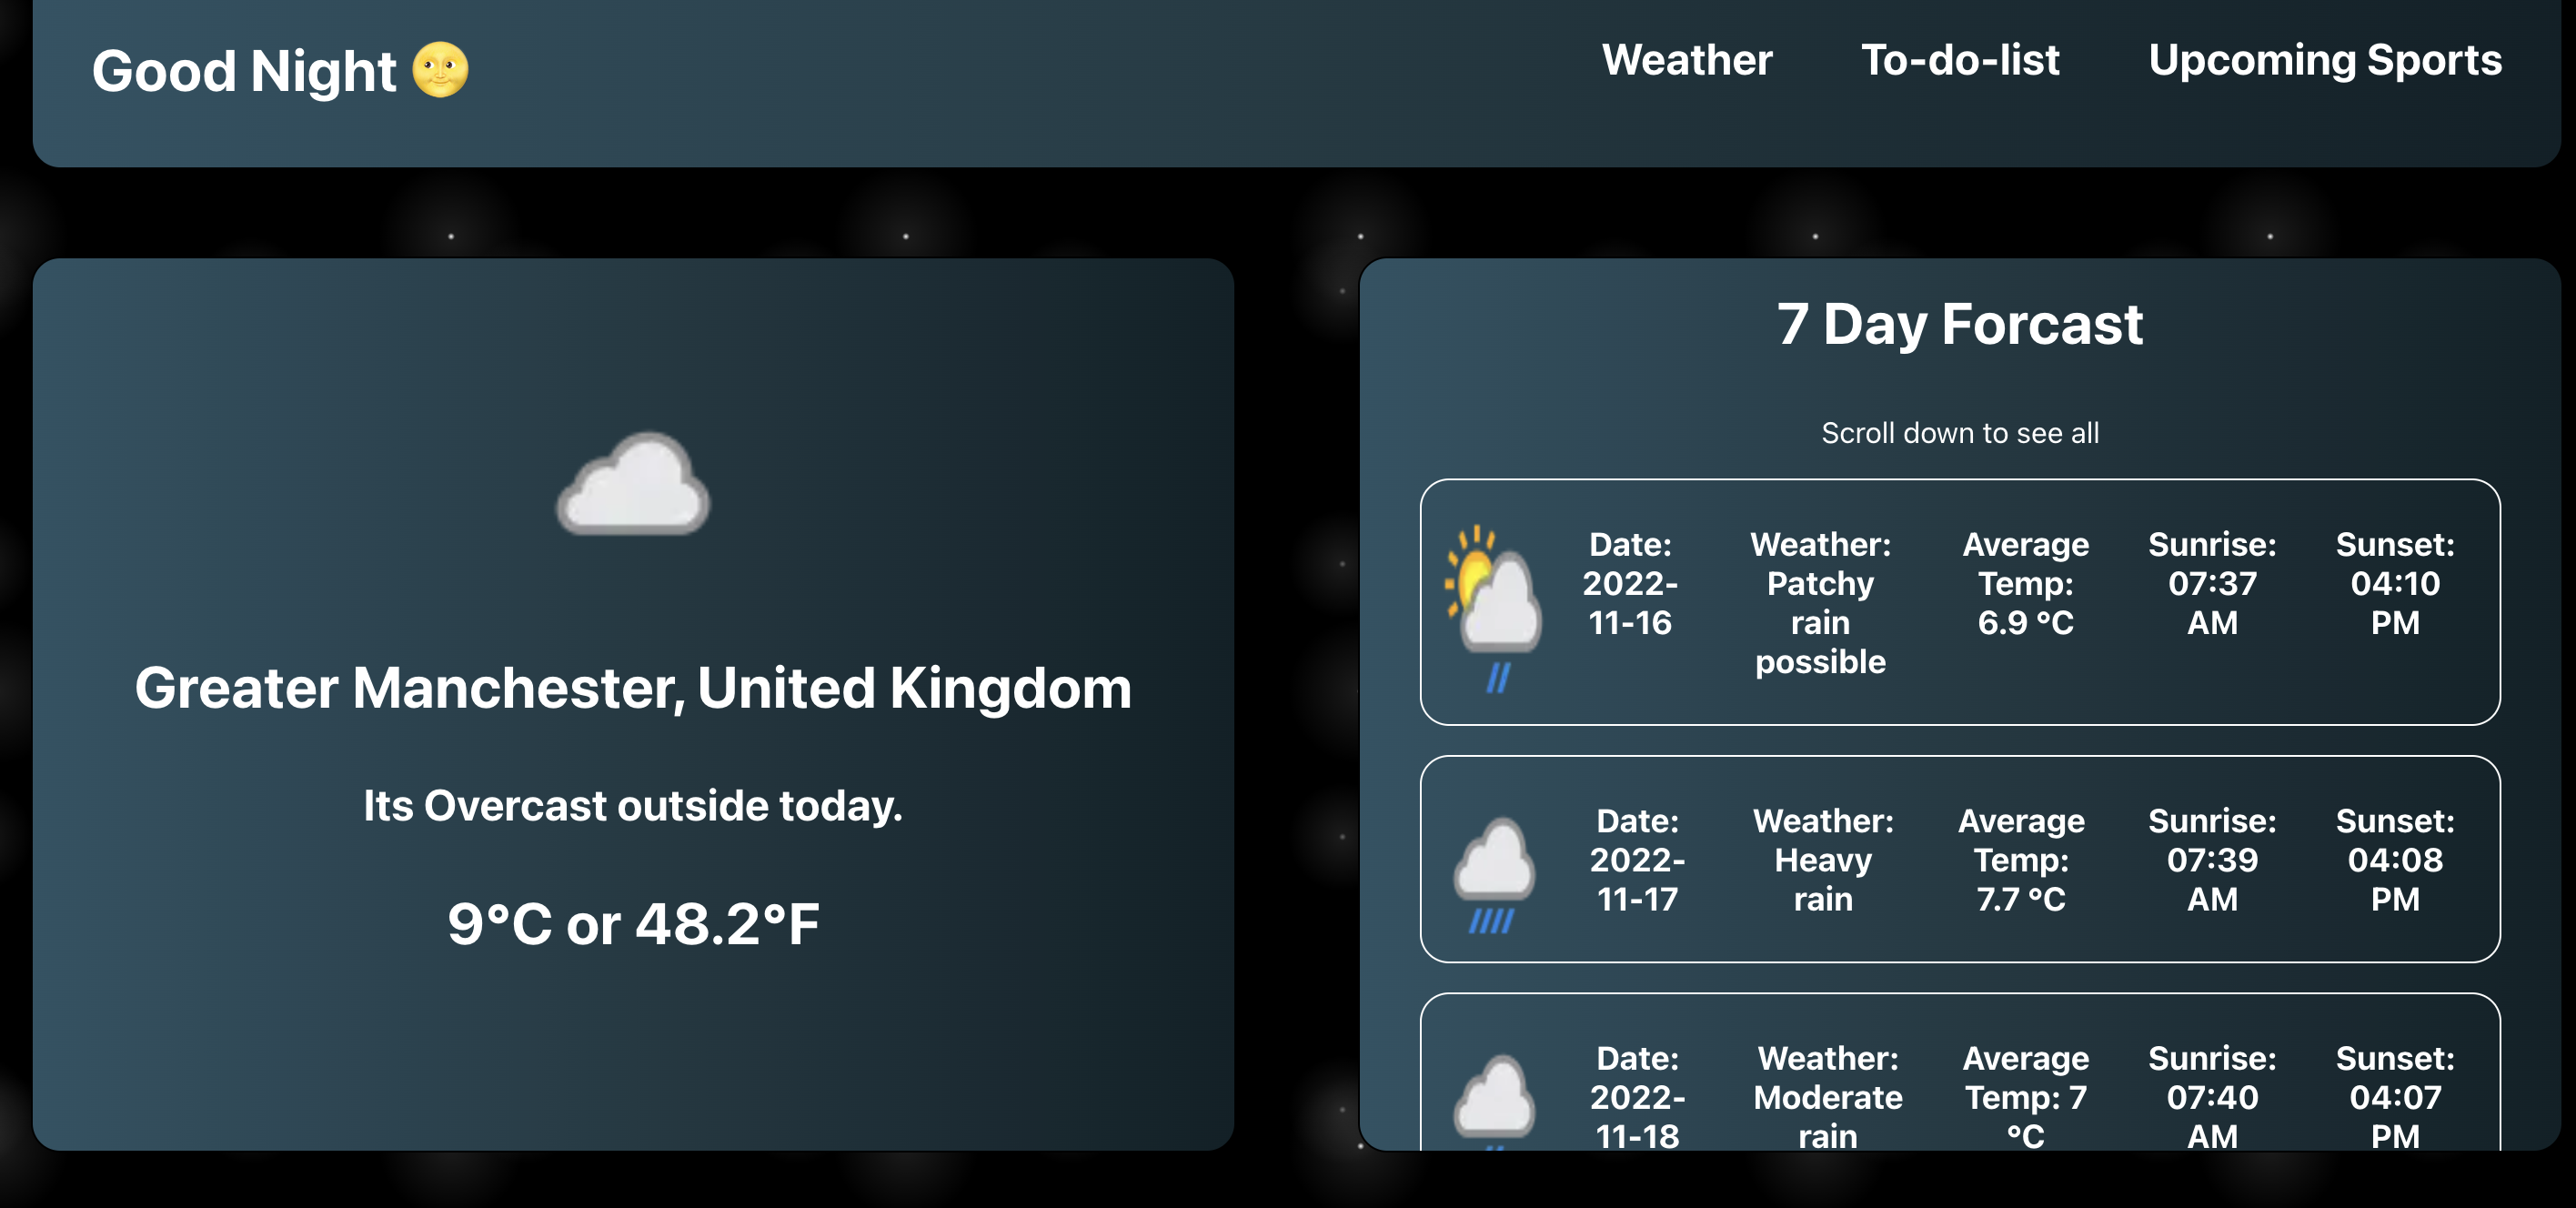 Good Night
Weather
To-do-list
Upcoming Sports
Greater Manchester, United Kingdom
Its Overcast outside today.
9°C or 48.2°F
7 Day Forcast
Scroll down to see all
Date:
2022-
11-16
Weather:
Patchy
rain
possible
Average
Temp:
6.9 °C
Sunrise:
07:37
AM
Sunset:
04:10
PM
Date:
2022-
11-17
Weather:
Heavy
rain
Average
Temp:
7.7 °C
Sunrise:
07:39
AM
Sunset:
04:08
PM
Date:
2022-
11-18
Weather:
Moderate
rain
Average
Temp: 7
°C
Sunrise:
07:40
AM
Sunset:
04:07
PM